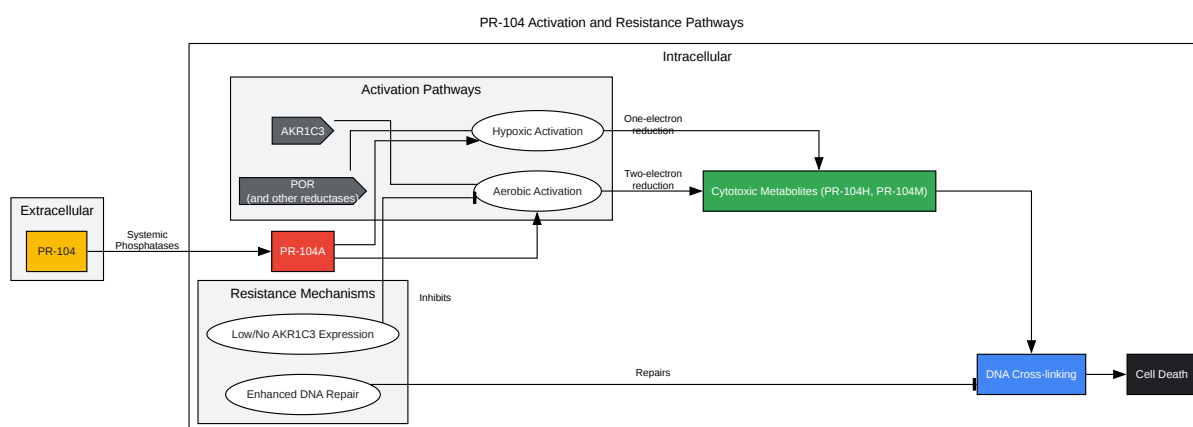 PR-104 Activation and Resistance Pathways
Intracellular
Activation Pathways
AKR1C3
Hypoxic Activation
One-electron
reduction
POR
(and other reductases)
Aerobic Activation
Two-electron
reduction
Cytotoxic Metabolites (PR-104H, PR-104M)
Extracellular
PR-104
Systemic
Phosphatases
PR-104A
Resistance Mechanisms
Inhibits
Low/No AKR1C3 Expression
Enhanced DNA Repair
Repairs
DNA Cross-linking
Cell Death